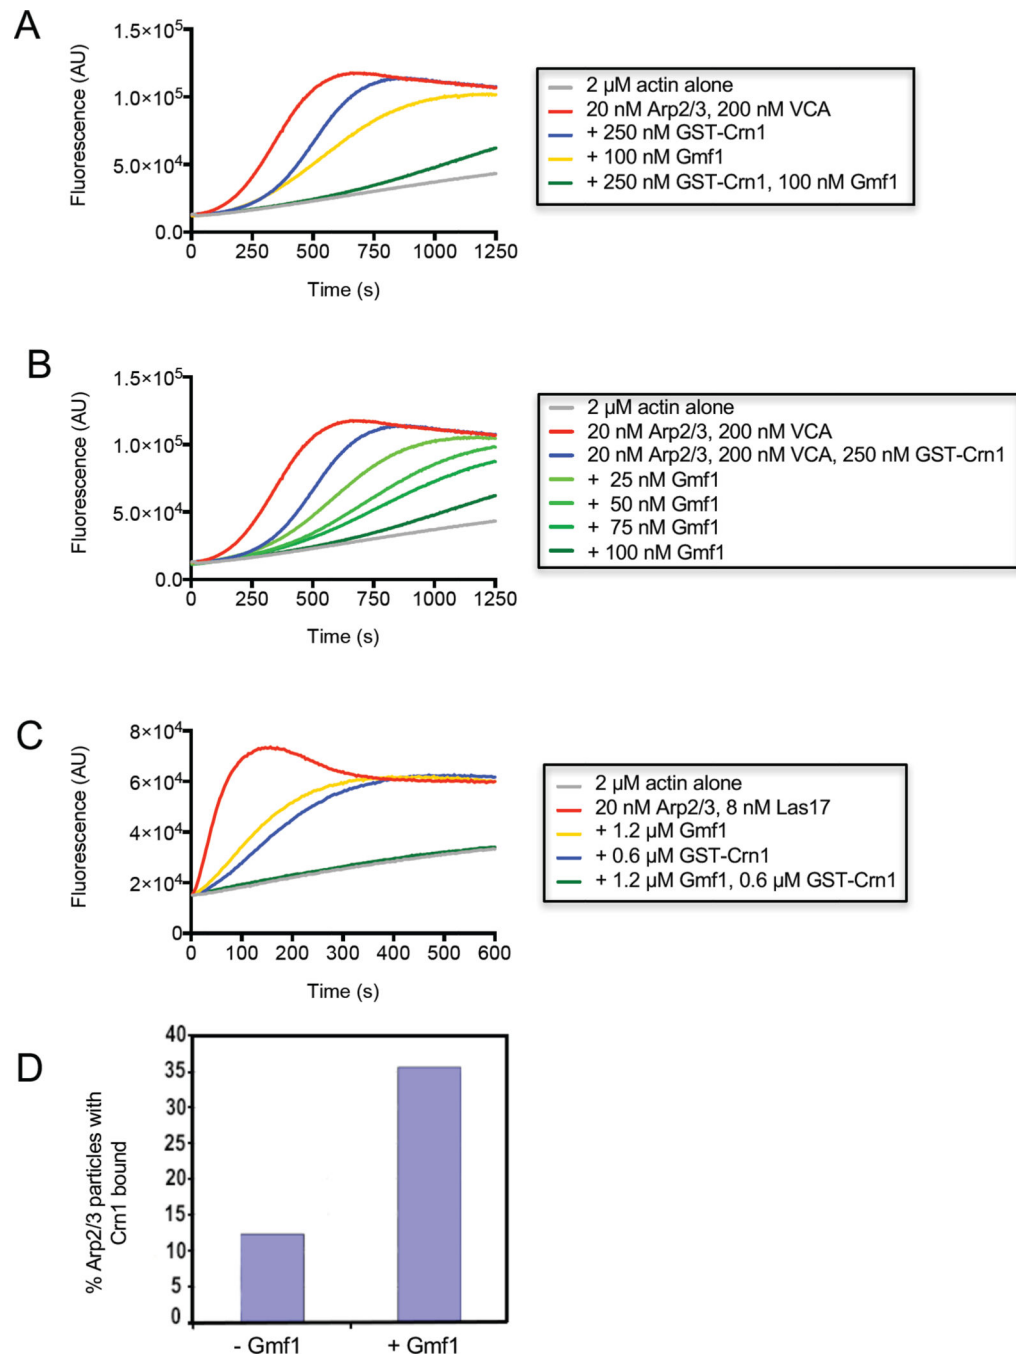 A
Fluorescence (AU)
1.5×10⁵
1.0×10⁵
5.0×10⁴
0.0
0 250 500 750 1000 1250
Time (s)
2 µM actin alone
20 nM Arp2/3, 200 nM VCA
+ 250 nM GST-Crn1
+ 100 nM Gmf1
+ 250 nM GST-Crn1, 100 nM Gmf1
B
Fluorescence (AU)
1.5×10⁵
1.0×10⁵
5.0×10⁴
0.0
0 250 500 750 1000 1250
Time (s)
2 µM actin alone
20 nM Arp2/3, 200 nM VCA
20 nM Arp2/3, 200 nM VCA, 250 nM GST-Crn1
+ 25 nM Gmf1
+ 50 nM Gmf1
+ 75 nM Gmf1
+ 100 nM Gmf1
C
Fluorescence (AU)
8×10⁴
6×10⁴
4×10⁴
2×10⁴
0
0 100 200 300 400 500 600
Time (s)
2 µM actin alone
20 nM Arp2/3, 8 nM Las17
+ 1.2 µM Gmf1
+ 0.6 µM GST-Crn1
+ 1.2 µM Gmf1, 0.6 µM GST-Crn1
D
% Arp2/3 particles with
Crn1 bound
40
35
30
25
20
15
10
5
0
- Gmf1 + Gmf1